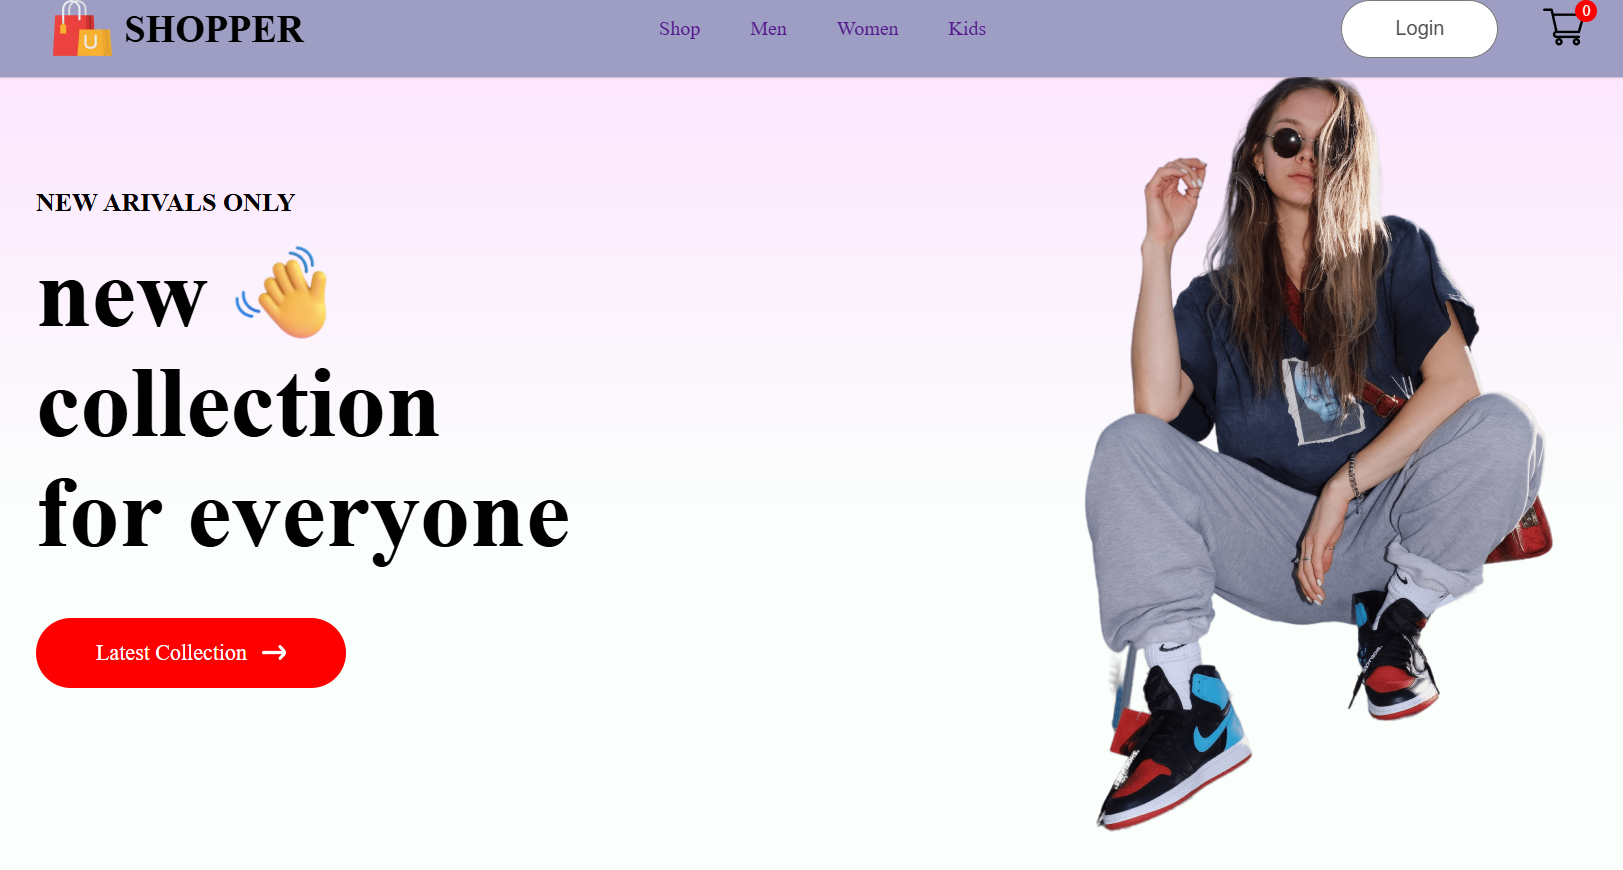 SHOPPER
Shop Men Women Kids
Login
0
NEW ARIVALS ONLY
new
collection
for everyone
Latest Collection